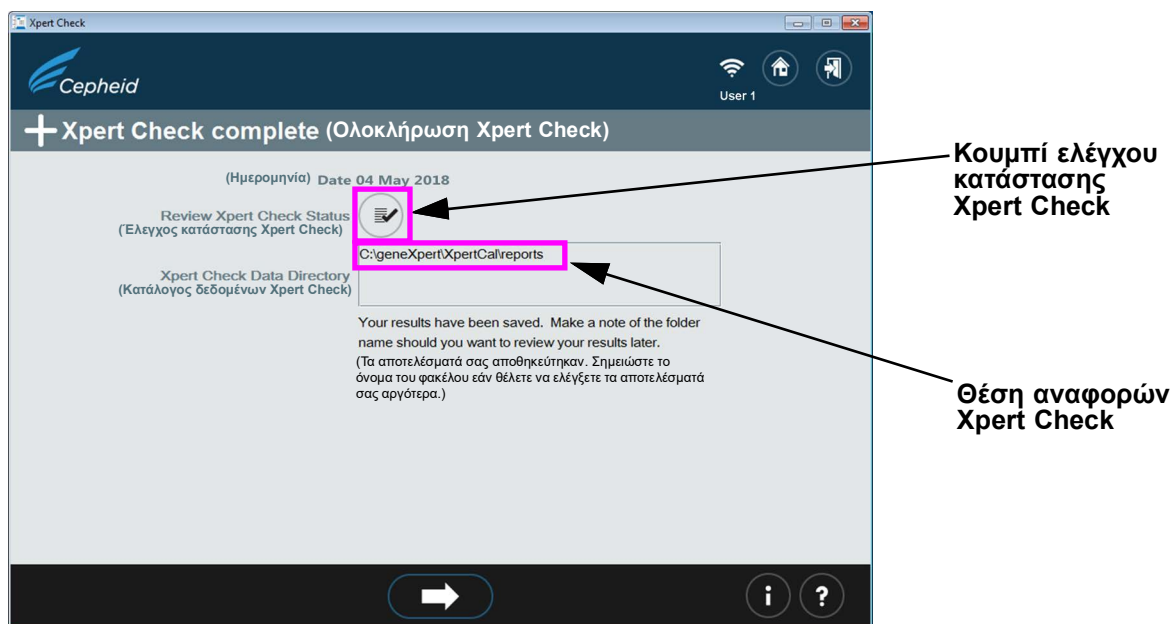 Xpert Check
Cepheid
User 1
Xpert Check complete (Ολοκλήρωση Xpert Check)
(Ημερομηνία) Date 04 May 2018
Review Xpert Check Status
(Έλεγχος κατάστασης Xpert Check)
C:\geneXpert\XpertCal\reports
Xpert Check Data Directory
(Κατάλογος δεδομένων Xpert Check)
Your results have been saved. Make a note of the folder
name should you want to review your results later.
(Τα αποτελέσματά σας αποθηκεύτηκαν. Σημειώστε το
όνομα του φακέλου εάν θέλετε να ελέγξετε τα αποτελέσματά
σας αργότερα.)
i ?
Κουμπί ελέγχου
κατάστασης
Xpert Check
Θέση αναφορών
Xpert Check